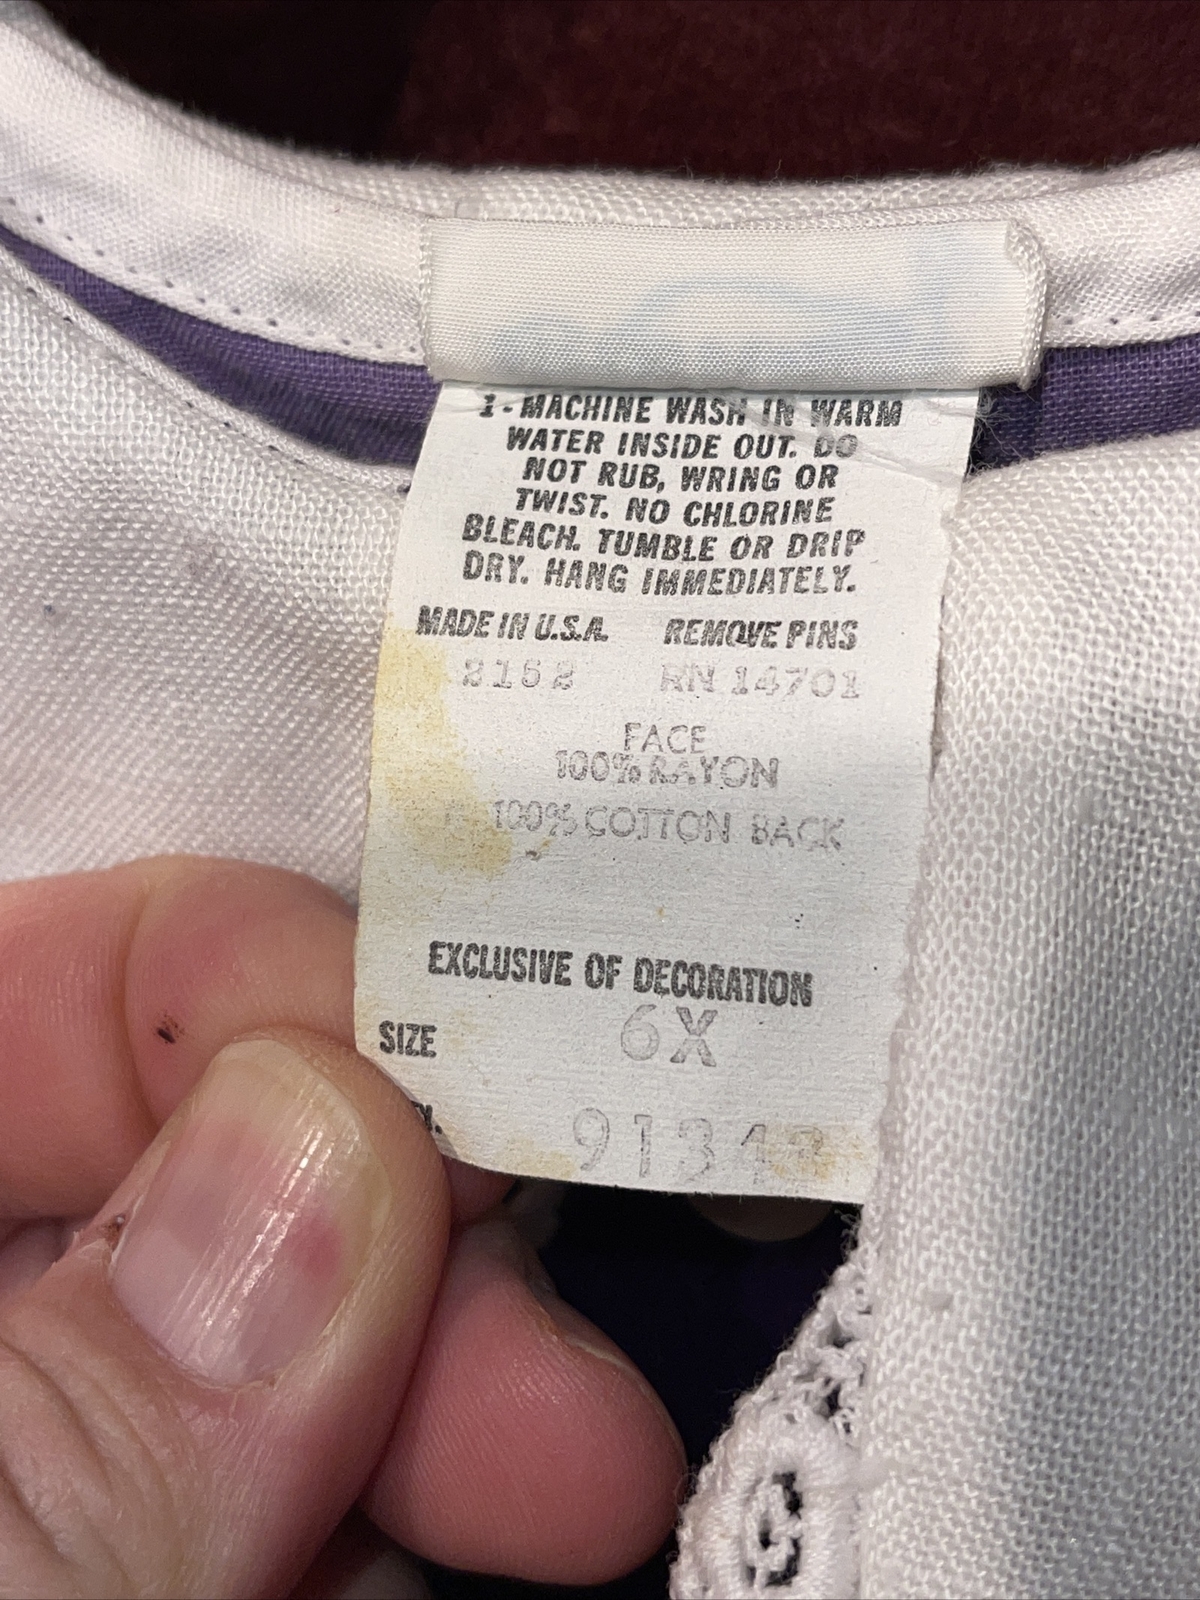 1 - MACHINE WASH IN WARM
WATER INSIDE OUT. DO
NOT RUB, WRING OR
TWIST. NO CHLORINE
BLEACH. TUMBLE OR DRIP
DRY. HANG IMMEDIATELY.
MADE IN U.S.A. REMOVE PINS
2152 RN 14701
FACE
100% RAYON
100% COTTON BACK
EXCLUSIVE OF DECORATION
SIZE 6X